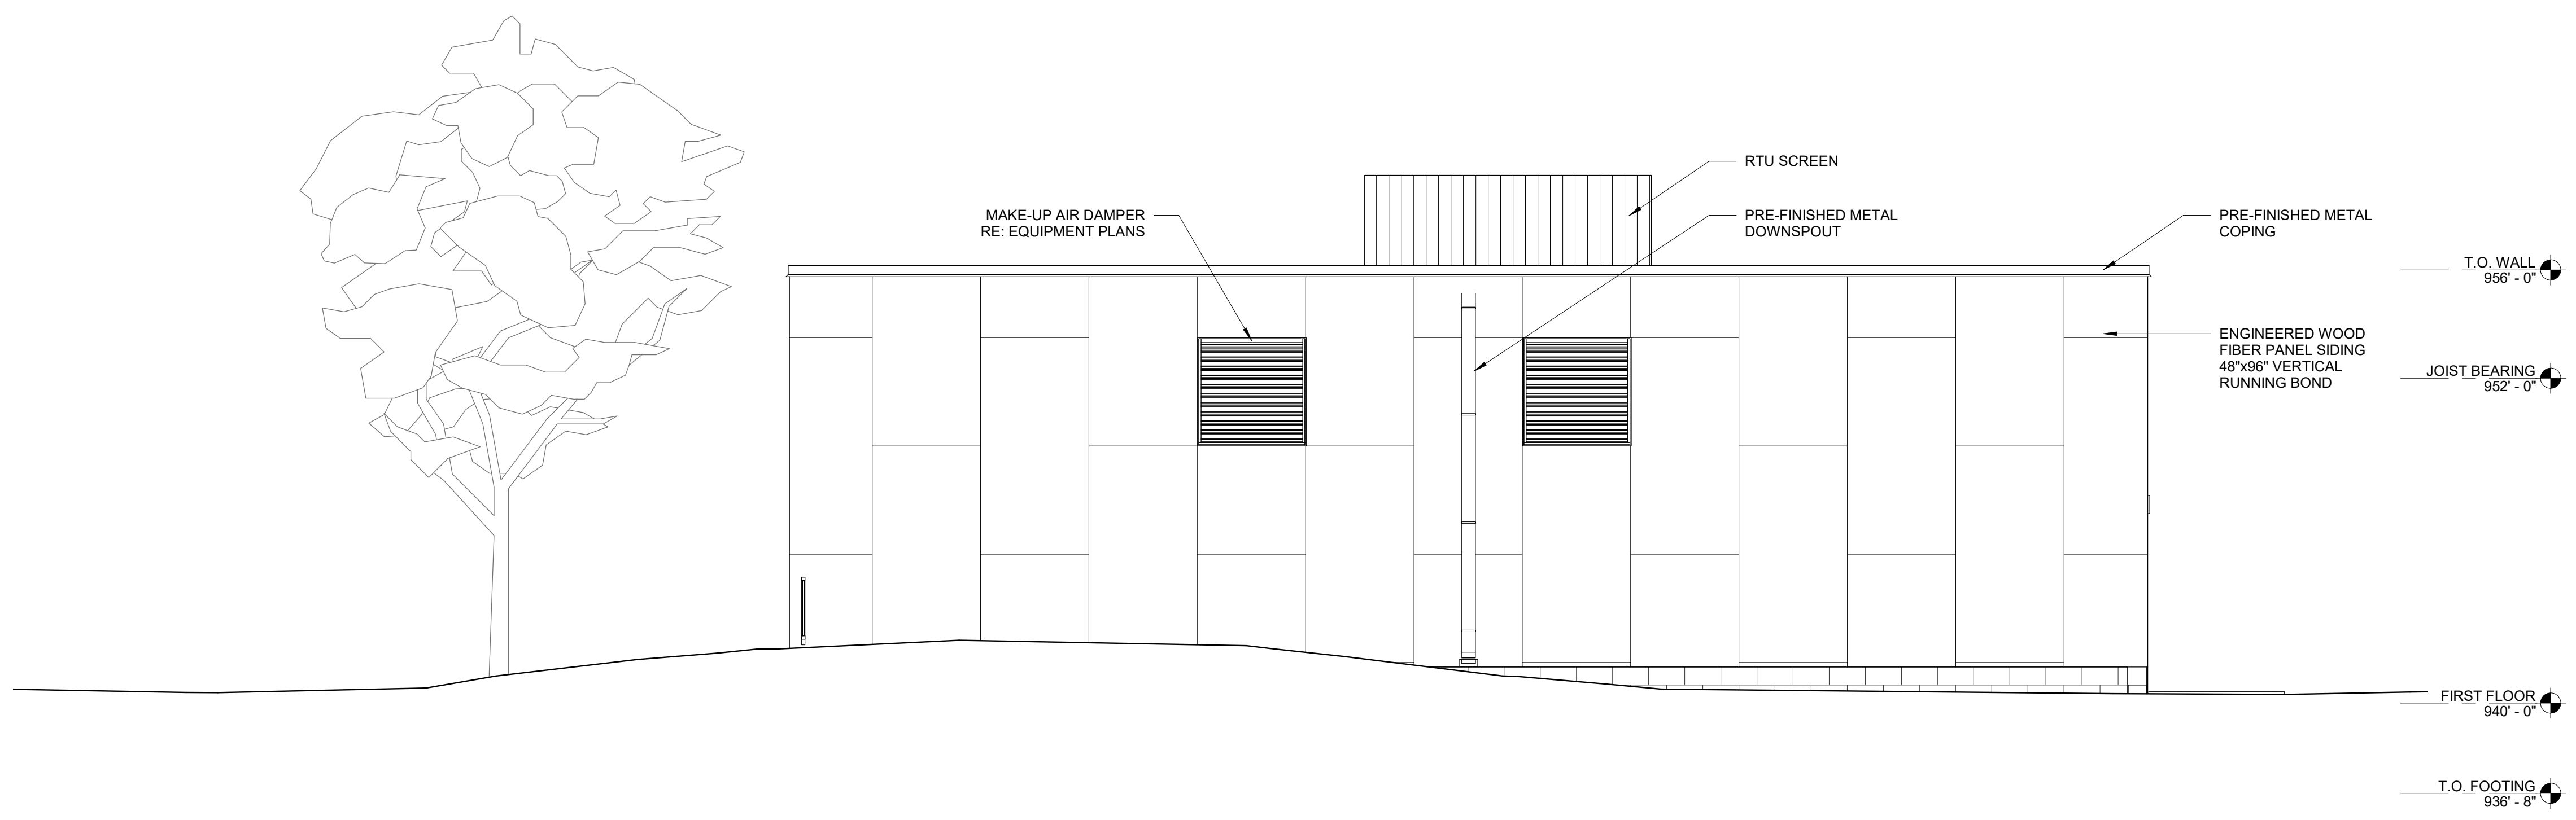 RTU SCREEN
MAKE-UP AIR DAMPER
RE: EQUIPMENT PLANS
PRE-FINISHED METAL
DOWNSPOUT
PRE-FINISHED METAL
COPING
T.O. WALL
956' - 0"
ENGINEERED WOOD
FIBER PANEL SIDING
48"x96" VERTICAL
RUNNING BOND
JOIST BEARING
952' - 0"
FIRST FLOOR
940' - 0"
T.O. FOOTING
936' - 8"